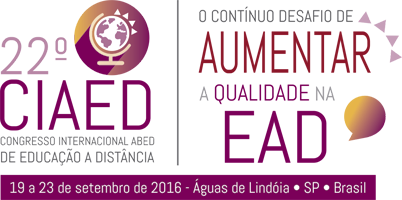 22º
CIAED
CONGRESSO INTERNACIONAL ABED
DE EDUCAÇÃO A DISTÂNCIA
O CONTÍNUO DESAFIO DE
AUMENTAR
A QUALIDADE NA
EAD
19 a 23 de setembro de 2016 - Águas de Lindóia • SP • Brasil